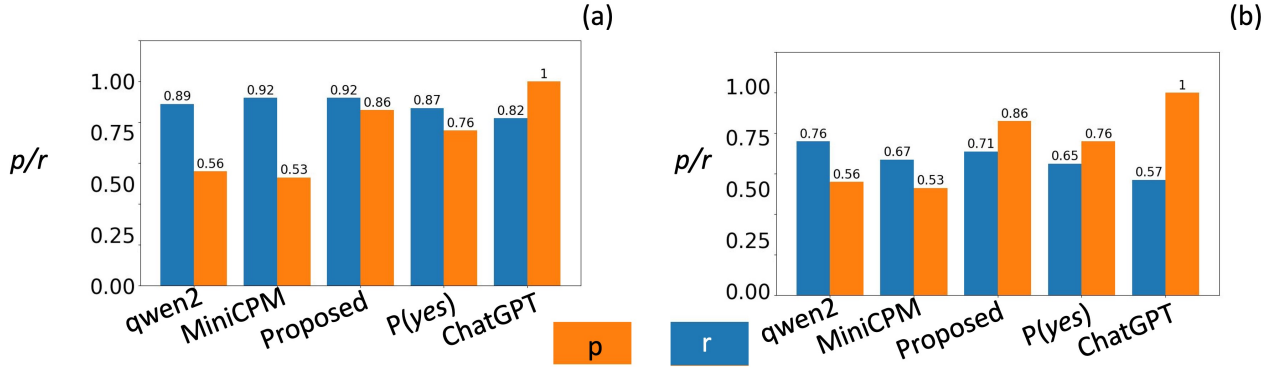 (a)
p/r
1.00
0.75
0.50
0.25
0.00
0.89
0.56
0.92
0.53
0.92
0.86
0.87
0.76
0.82
1
qwen2
MiniCPM
Proposed
P(yes)
ChatGPT
(b)
p/r
1.00
0.75
0.50
0.25
0.00
0.76
0.56
0.67
0.53
0.71
0.86
0.65
0.76
0.57
1
qwen2
MiniCPM
Proposed
P(yes)
ChatGPT
p
r